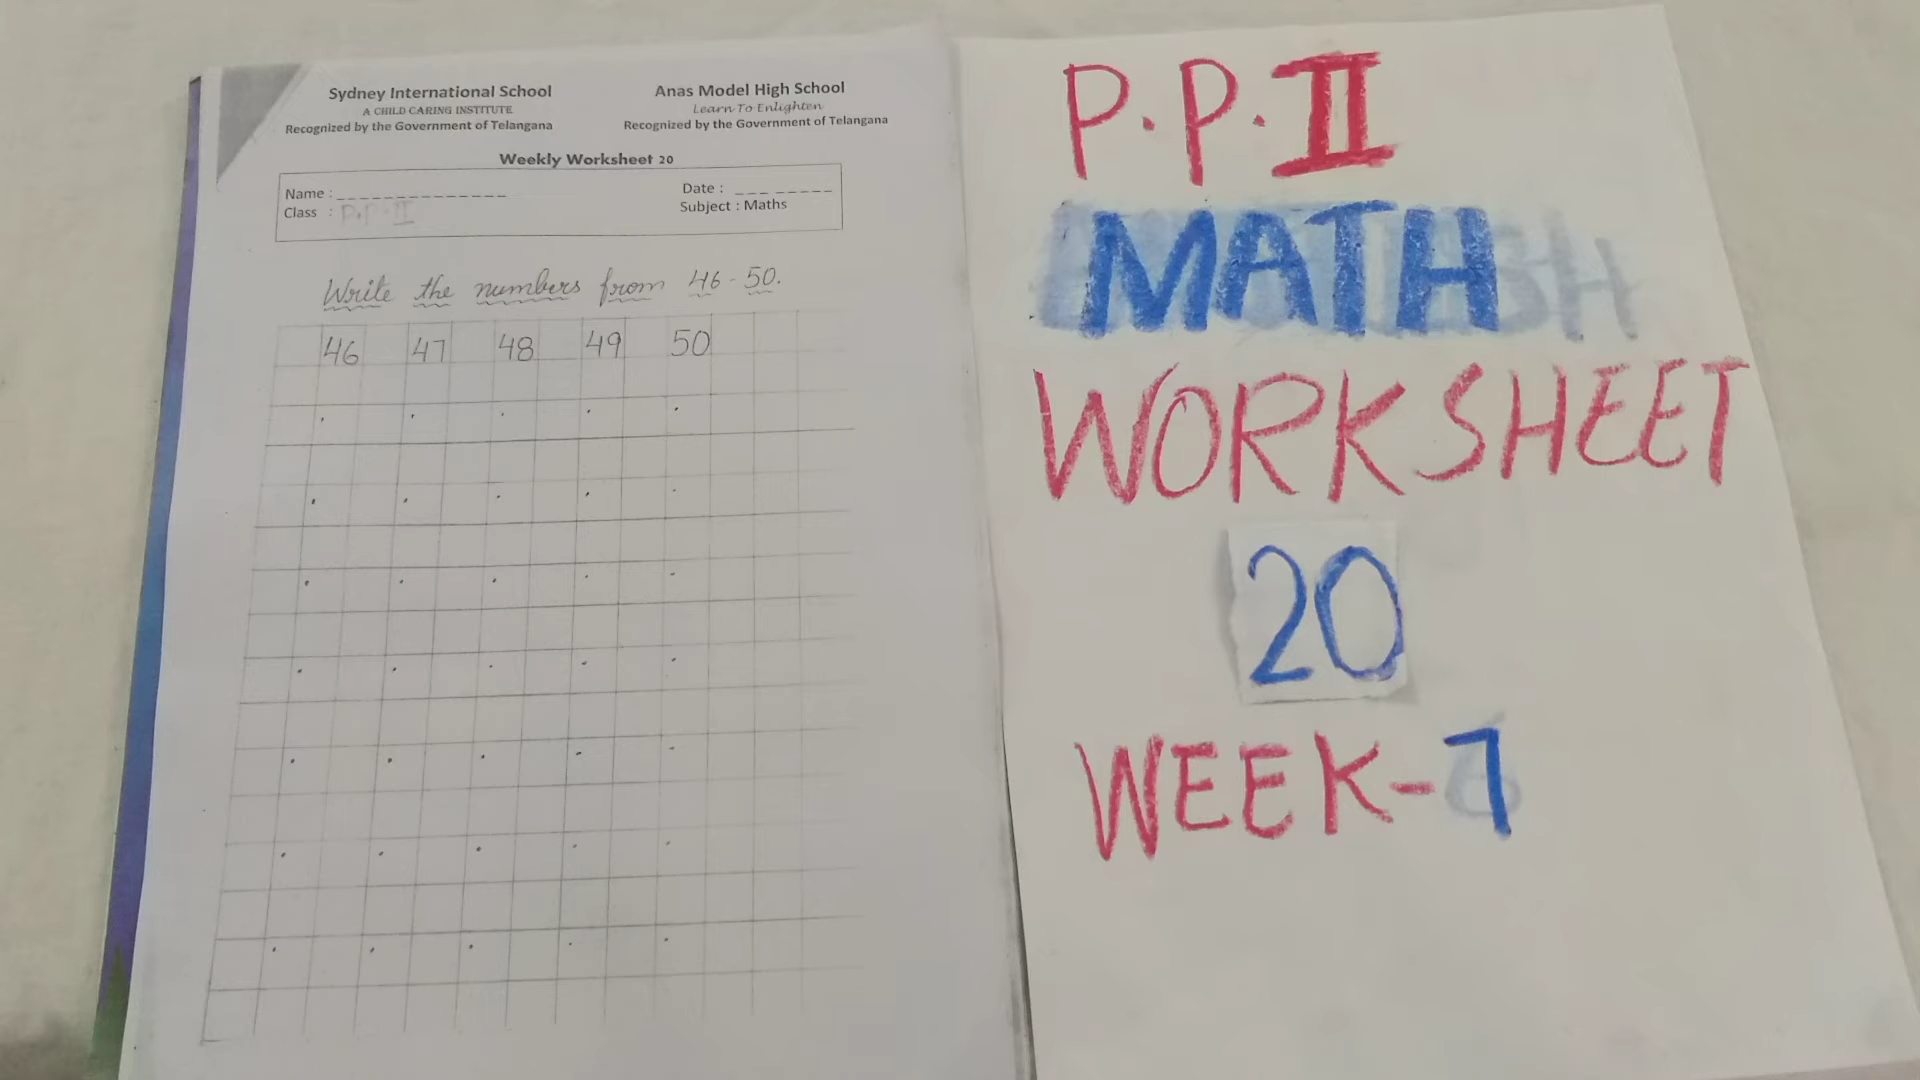 Sydney International School
A CHILD CARING INSTITUTE
Recognized by the Government of Telangana
Anas Model High School
Learn To Enlighten
Recognized by the Government of Telangana
Weekly Worksheet 20
Name : _ _ _ _ _ _ _ _ _ _ _ _ _ _
Date : _ _ _ _ _ _ _ _
Class : P.P.II
Subject : Maths
Write the numbers from 46-50.
46 47 48 49 50
P.P.II
MATH
WORKSHEET
20
WEEK-7